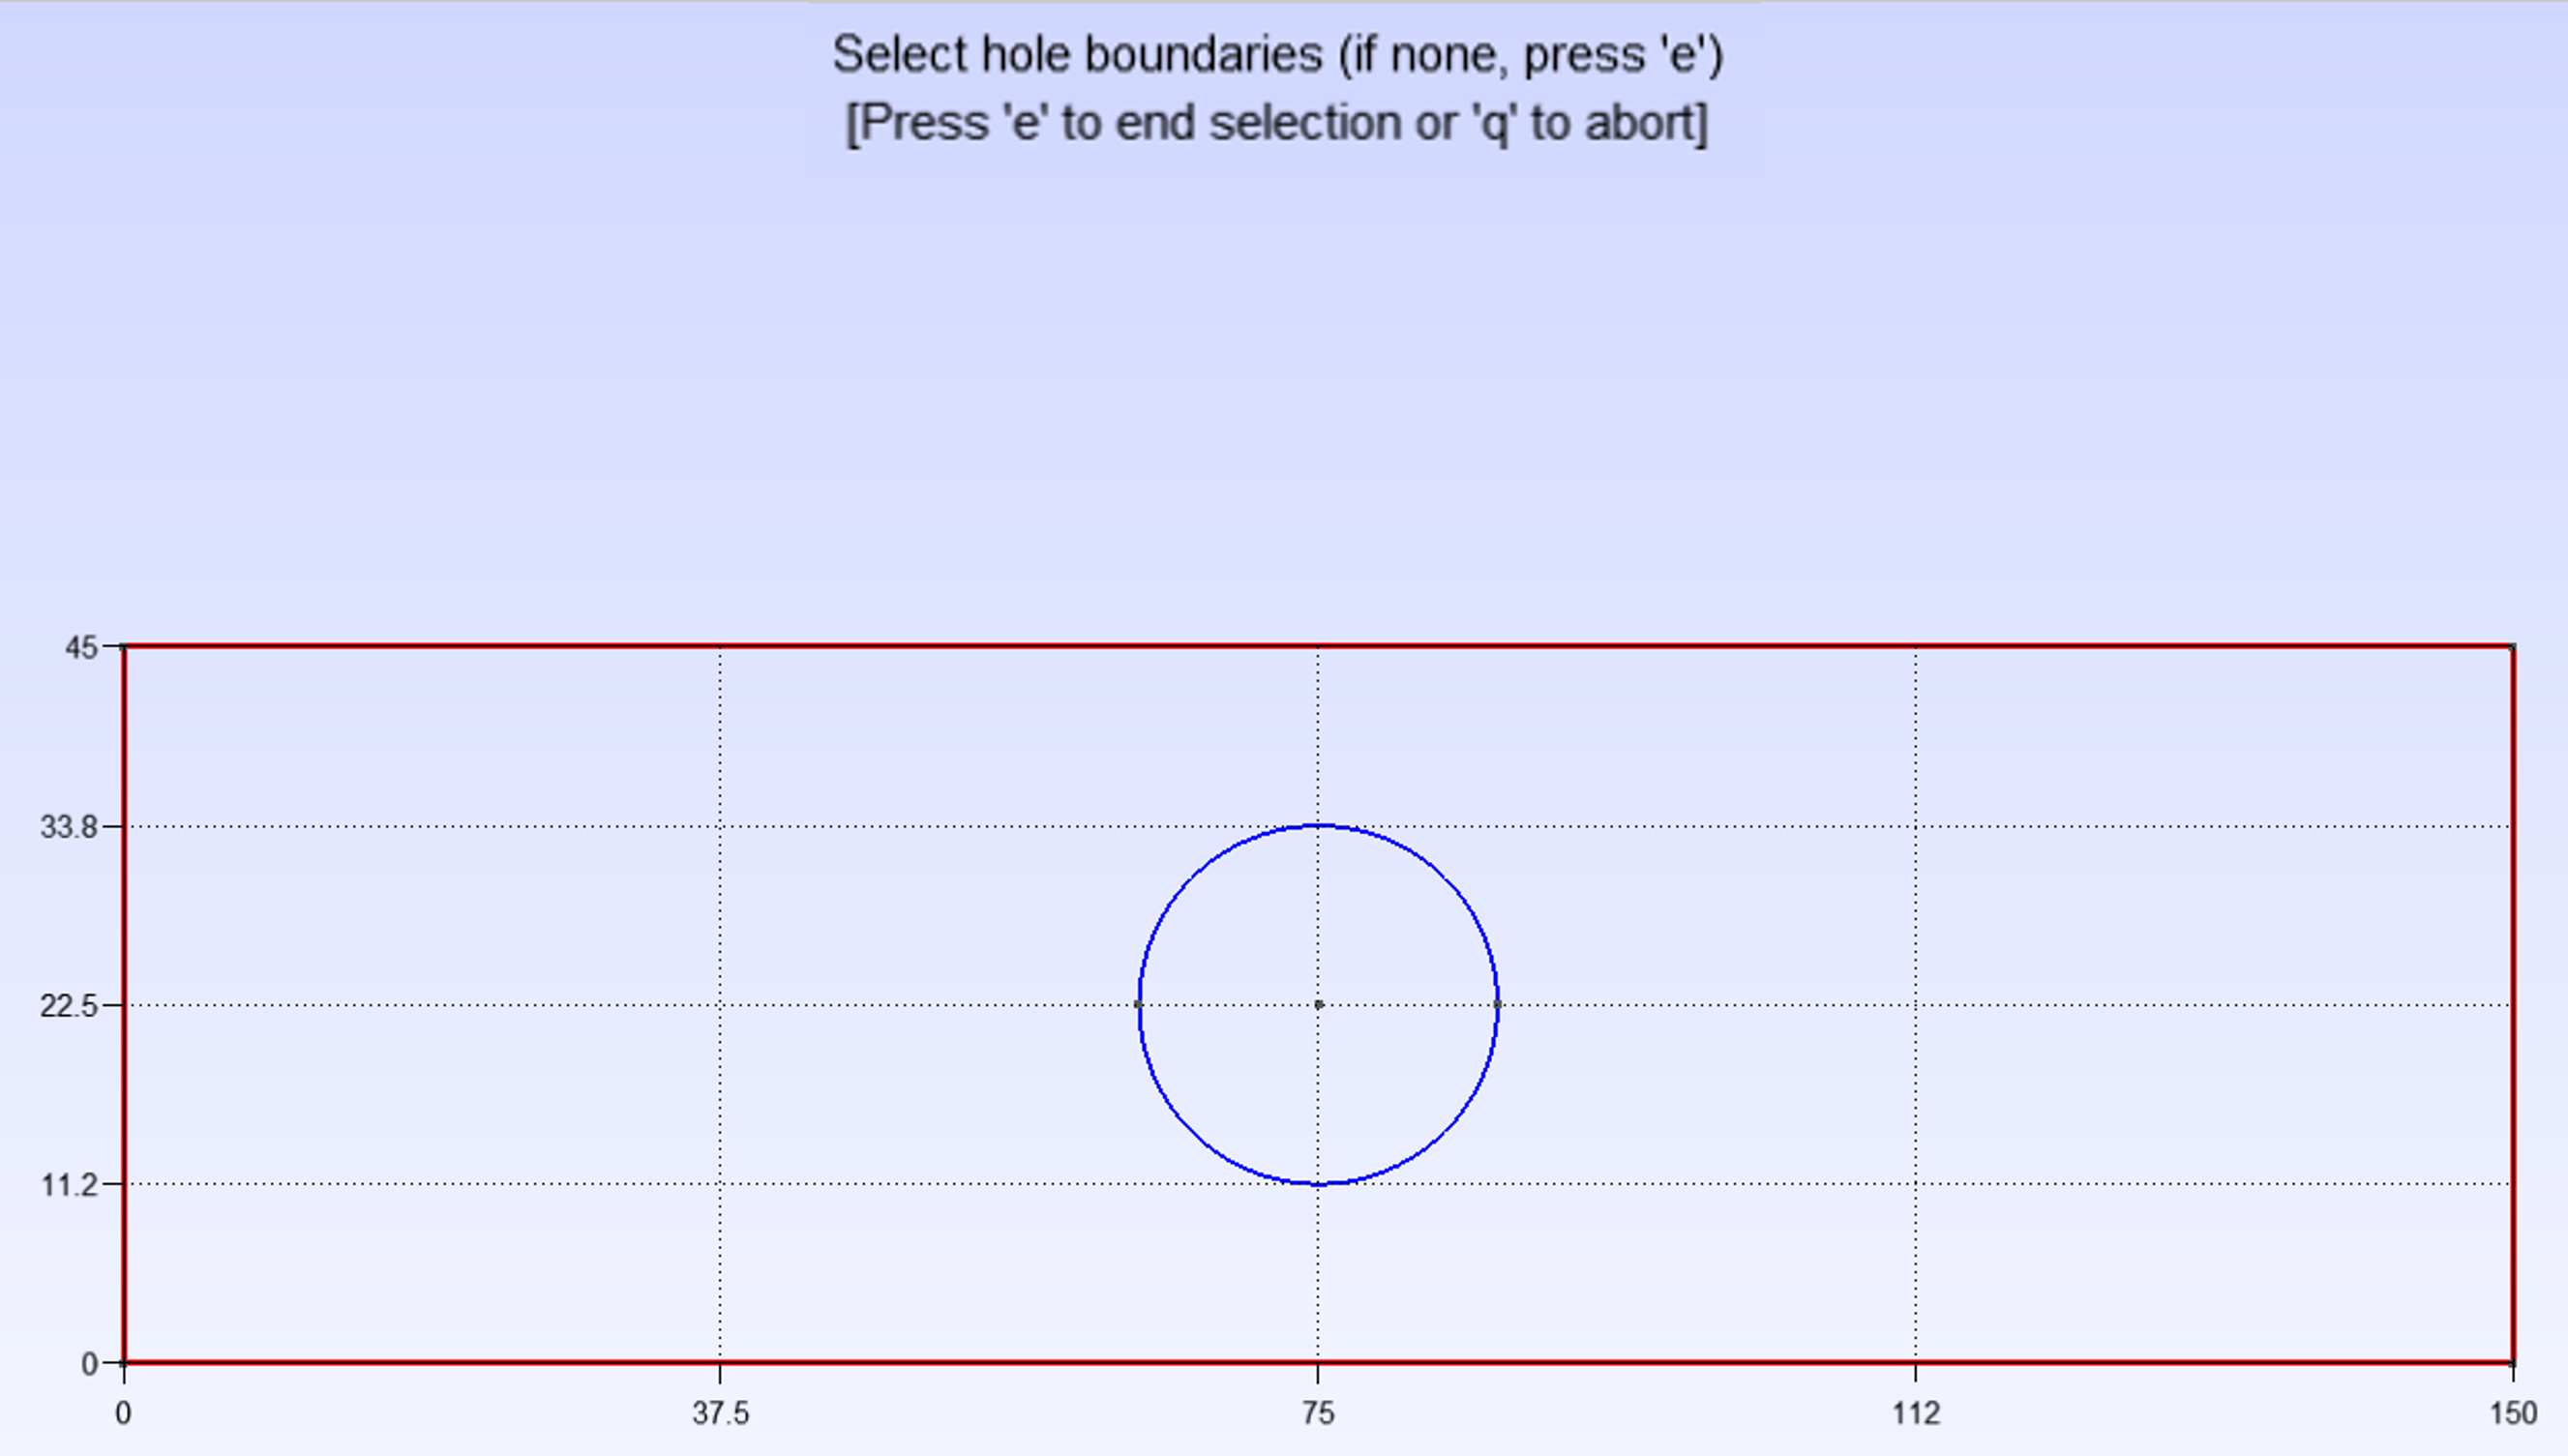 Select hole boundaries (if none, press 'e')
[Press 'e' to end selection or 'q' to abort]
45
33.8
22.5
11.2
0
0 37.5 75 112 150